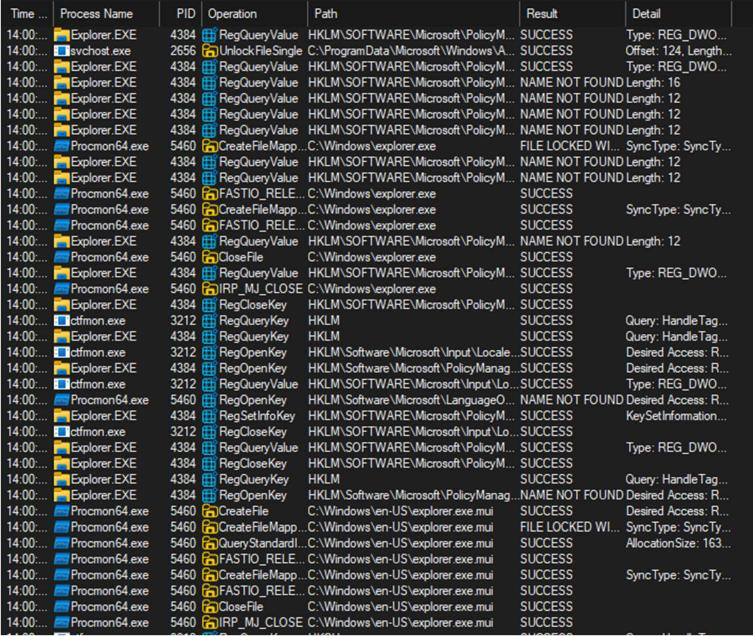 Time ... Process Name PID Operation Path Result Detail
14:00:... Explorer.EXE 4384 RegQueryValue HKLM\SOFTWARE\Microsoft\PolicyM... SUCCESS Type: REG_DWO...
14:00:... svchost.exe 2656 UnlockFileSingle C:\ProgramData\Microsoft\Windows\A... SUCCESS Offset: 124, Length...
14:00:... Explorer.EXE 4384 RegQueryValue HKLM\SOFTWARE\Microsoft\PolicyM... SUCCESS Type: REG_DWO...
14:00:... Explorer.EXE 4384 RegQueryValue HKLM\SOFTWARE\Microsoft\PolicyM... NAME NOT FOUND Length: 16
14:00:... Explorer.EXE 4384 RegQueryValue HKLM\SOFTWARE\Microsoft\PolicyM... NAME NOT FOUND Length: 12
14:00:... Explorer.EXE 4384 RegQueryValue HKLM\SOFTWARE\Microsoft\PolicyM... NAME NOT FOUND Length: 12
14:00:... Explorer.EXE 4384 RegQueryValue HKLM\SOFTWARE\Microsoft\PolicyM... NAME NOT FOUND Length: 12
14:00:... Procmon64.exe 5460 CreateFileMapp... C:\Windows\explorer.exe FILE LOCKED WI... SyncType: SyncTy...
14:00:... Explorer.EXE 4384 RegQueryValue HKLM\SOFTWARE\Microsoft\PolicyM... NAME NOT FOUND Length: 12
14:00:... Explorer.EXE 4384 RegQueryValue HKLM\SOFTWARE\Microsoft\PolicyM... NAME NOT FOUND Length: 12
14:00:... Procmon64.exe 5460 FASTIO_RELE... C:\Windows\explorer.exe SUCCESS
14:00:... Procmon64.exe 5460 CreateFileMapp... C:\Windows\explorer.exe SUCCESS SyncType: SyncTy...
14:00:... Procmon64.exe 5460 FASTIO_RELE... C:\Windows\explorer.exe SUCCESS
14:00:... Explorer.EXE 4384 RegQueryValue HKLM\SOFTWARE\Microsoft\PolicyM... NAME NOT FOUND Length: 12
14:00:... Procmon64.exe 5460 CloseFile C:\Windows\explorer.exe SUCCESS
14:00:... Explorer.EXE 4384 RegQueryValue HKLM\SOFTWARE\Microsoft\PolicyM... SUCCESS Type: REG_DWO...
14:00:... Procmon64.exe 5460 IRP_MJ_CLOSE C:\Windows\explorer.exe SUCCESS
14:00:... Explorer.EXE 4384 RegCloseKey HKLM\SOFTWARE\Microsoft\PolicyM... SUCCESS
14:00:... ctfmon.exe 3212 RegQueryKey HKLM SUCCESS Query: HandleTag...
14:00:... Explorer.EXE 4384 RegQueryKey HKLM SUCCESS Query: HandleTag...
14:00:... ctfmon.exe 3212 RegOpenKey HKLM\Software\Microsoft\Input\Locale... SUCCESS Desired Access: R...
14:00:... Explorer.EXE 4384 RegOpenKey HKLM\Software\Microsoft\PolicyManag... SUCCESS Desired Access: R...
14:00:... ctfmon.exe 3212 RegQueryValue HKLM\SOFTWARE\Microsoft\Input\Lo... SUCCESS Type: REG_DWO...
14:00:... Procmon64.exe 5460 RegOpenKey HKLM\Software\Microsoft\LanguageO... NAME NOT FOUND Desired Access: R...
14:00:... Explorer.EXE 4384 RegSetInfoKey HKLM\SOFTWARE\Microsoft\PolicyM... SUCCESS KeySetInformation...
14:00:... ctfmon.exe 3212 RegCloseKey HKLM\SOFTWARE\Microsoft\Input\Lo... SUCCESS
14:00:... Explorer.EXE 4384 RegQueryValue HKLM\SOFTWARE\Microsoft\PolicyM... SUCCESS Type: REG_DWO...
14:00:... Explorer.EXE 4384 RegCloseKey HKLM\SOFTWARE\Microsoft\PolicyM... SUCCESS
14:00:... Explorer.EXE 4384 RegQueryKey HKLM SUCCESS Query: HandleTag...
14:00:... Explorer.EXE 4384 RegOpenKey HKLM\Software\Microsoft\PolicyManag... NAME NOT FOUND Desired Access: R...
14:00:... Procmon64.exe 5460 CreateFile C:\Windows\en-US\explorer.exe.mui SUCCESS Desired Access: R...
14:00:... Procmon64.exe 5460 CreateFileMapp... C:\Windows\en-US\explorer.exe.mui FILE LOCKED WI... SyncType: SyncTy...
14:00:... Procmon64.exe 5460 QueryStandardI... C:\Windows\en-US\explorer.exe.mui SUCCESS AllocationSize: 163...
14:00:... Procmon64.exe 5460 FASTIO_RELE... C:\Windows\en-US\explorer.exe.mui SUCCESS
14:00:... Procmon64.exe 5460 CreateFileMapp... C:\Windows\en-US\explorer.exe.mui SUCCESS SyncType: SyncTy...
14:00:... Procmon64.exe 5460 FASTIO_RELE... C:\Windows\en-US\explorer.exe.mui SUCCESS
14:00:... Procmon64.exe 5460 CloseFile C:\Windows\en-US\explorer.exe.mui SUCCESS
14:00:... Procmon64.exe 5460 IRP_MJ_CLOSE C:\Windows\en-US\explorer.exe.mui SUCCESS